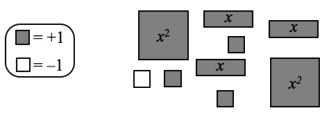 = +1
= –1
x²
x
x
x
x²